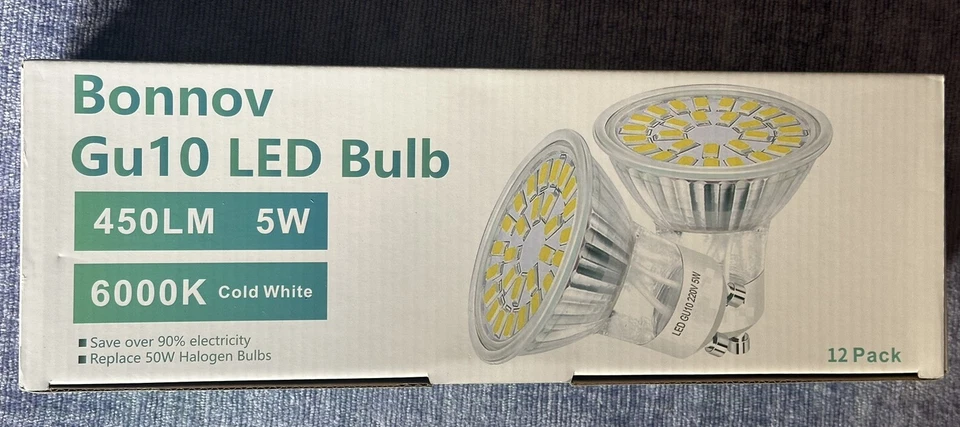 Bonnov
Gu10 LED Bulb
450LM 5W
6000K Cold White
Save over 90% electricity
Replace 50W Halogen Bulbs
LED GU10 220V 5W
12 Pack